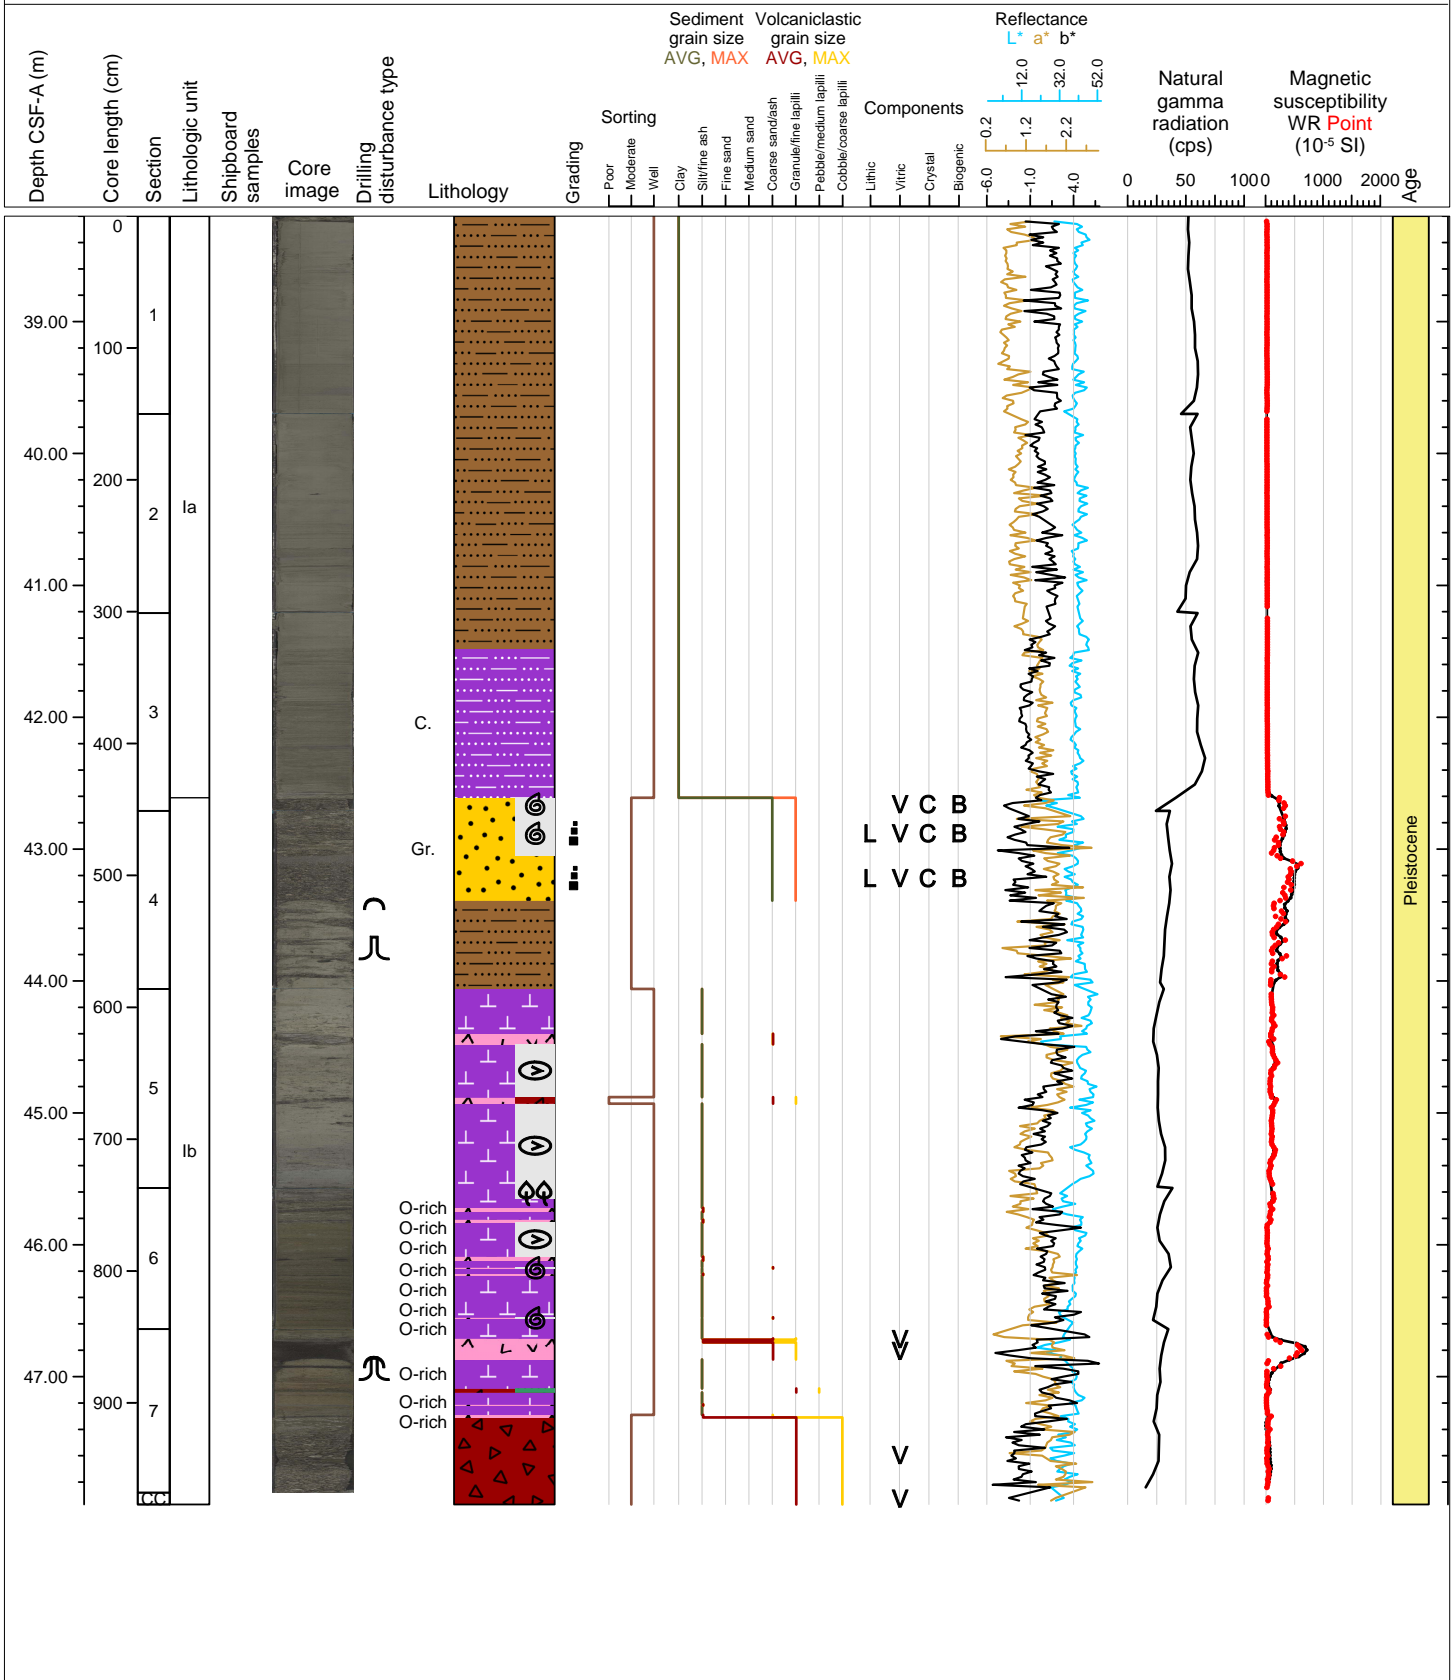 Depth CSF-A (m)
Core length (cm)
Section
Lithologic unit
Shipboard
samples
Core
image
Drilling
disturbance type
Lithology
Grading
Sorting
Poor
Moderate
Well
Sediment
grain size
AVG, MAX
Volcaniclastic
grain size
AVG, MAX
Clay
Silt/fine ash
Fine sand
Medium sand
Coarse sand/ash
Granule/fine lapilli
Pebble/medium lapilli
Cobble/coarse lapilli
Components
Lithic
Vitric
Crystal
Biogenic
Reflectance
L* a* b*
12.0 32.0 52.0
0.2 1.2 2.2
-6.0 -1.0 4.0
Natural
gamma
radiation
(cps)
0 50 100
Magnetic
susceptibility
WR Point
(10-5 SI)
0 0 1000 2000
Age
0
39.00
1
100
40.00
200
2
Ia
41.00
300
42.00
3
C.
400
V C B
L V C B
43.00
Gr.
500
L V C B
4
Pleistocene
44.00
600
5
45.00
700
Ib
O-rich
O-rich
46.00
O-rich
6
800
O-rich
O-rich
O-rich
O-rich
V
V
47.00
O-rich
900
O-rich
7
O-rich
V
CC
V